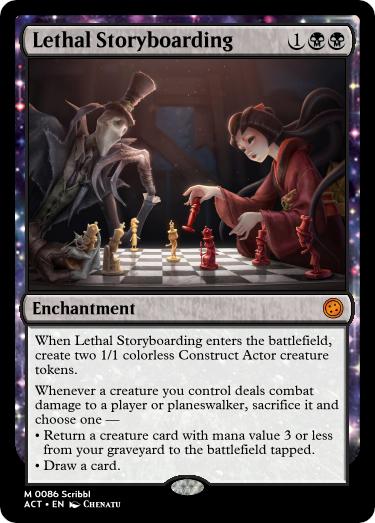 Lethal Storyboarding 1
Enchantment
When Lethal Storyboarding enters the battlefield,
create two 1/1 colorless Construct Actor creature
tokens.
Whenever a creature you control deals combat
damage to a player or planeswalker, sacrifice it and
choose one —
• Return a creature card with mana value 3 or less
from your graveyard to the battlefield tapped.
• Draw a card.
M 0086 Scribbl
ACT • EN Chenatu